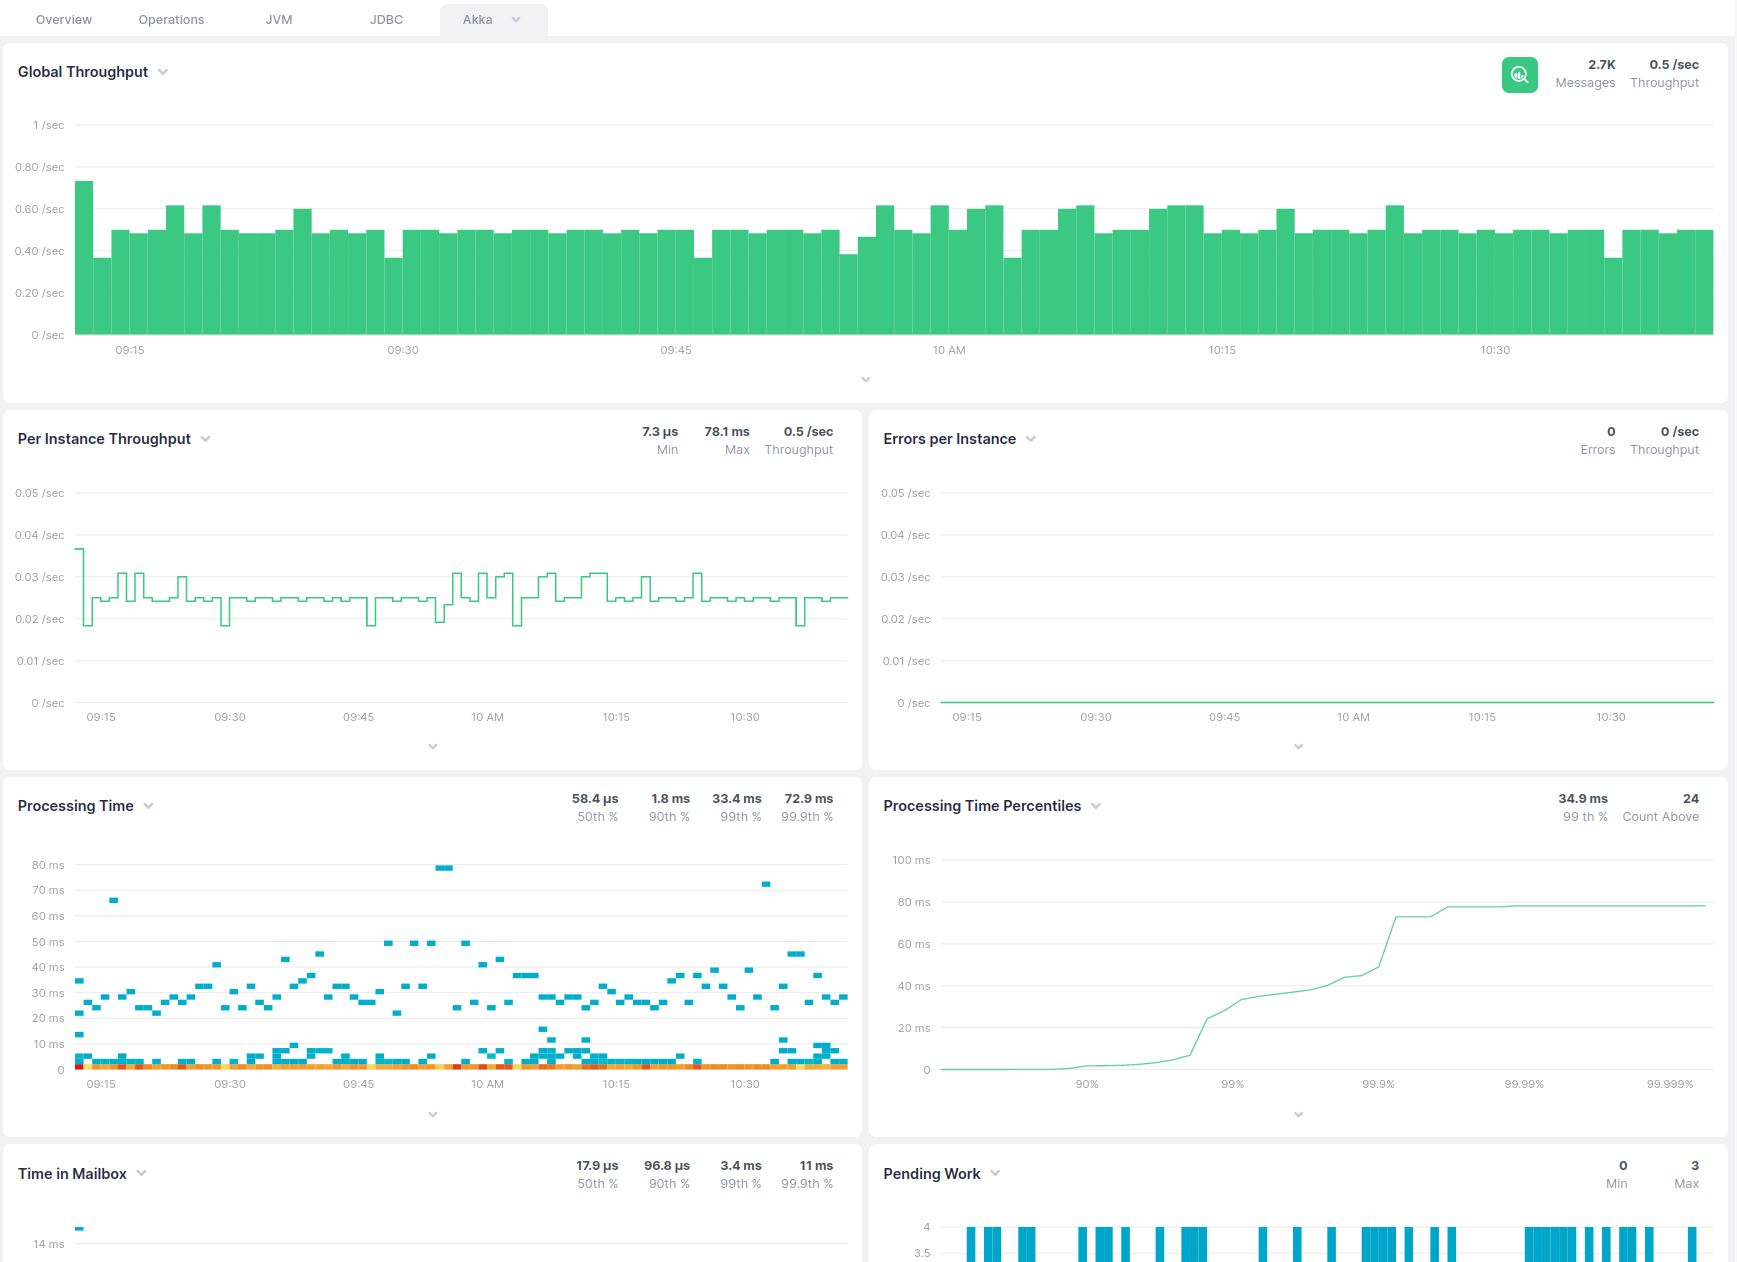 Overview Operations JVM JDBC Akka
Global Throughput
2.7K 0.5 /sec
Messages Throughput
1 /sec
0.80 /sec
0.60 /sec
0.40 /sec
0.20 /sec
0 /sec
09:15 09:30 09:45 10 AM 10:15 10:30
Per Instance Throughput
7.3 µs 78.1 ms 0.5 /sec
Min Max Throughput
0.05 /sec
0.04 /sec
0.03 /sec
0.02 /sec
0.01 /sec
0 /sec
09:15 09:30 09:45 10 AM 10:15 10:30
Errors per Instance
0 0 /sec
Errors Throughput
0.05 /sec
0.04 /sec
0.03 /sec
0.02 /sec
0.01 /sec
0 /sec
09:15 09:30 09:45 10 AM 10:15 10:30
Processing Time
58.4 µs 1.8 ms 33.4 ms 72.9 ms
50th % 90th % 99th % 99.9th %
80 ms
70 ms
60 ms
50 ms
40 ms
30 ms
20 ms
10 ms
0
09:15 09:30 09:45 10 AM 10:15 10:30
Processing Time Percentiles
34.9 ms 24
99 th % Count Above
100 ms
80 ms
60 ms
40 ms
20 ms
0
90% 99% 99.9% 99.99% 99.999%
Time in Mailbox
17.9 µs 96.8 µs 3.4 ms 11 ms
50th % 90th % 99th % 99.9th %
14 ms
Pending Work
0 3
Min Max
4
3.5